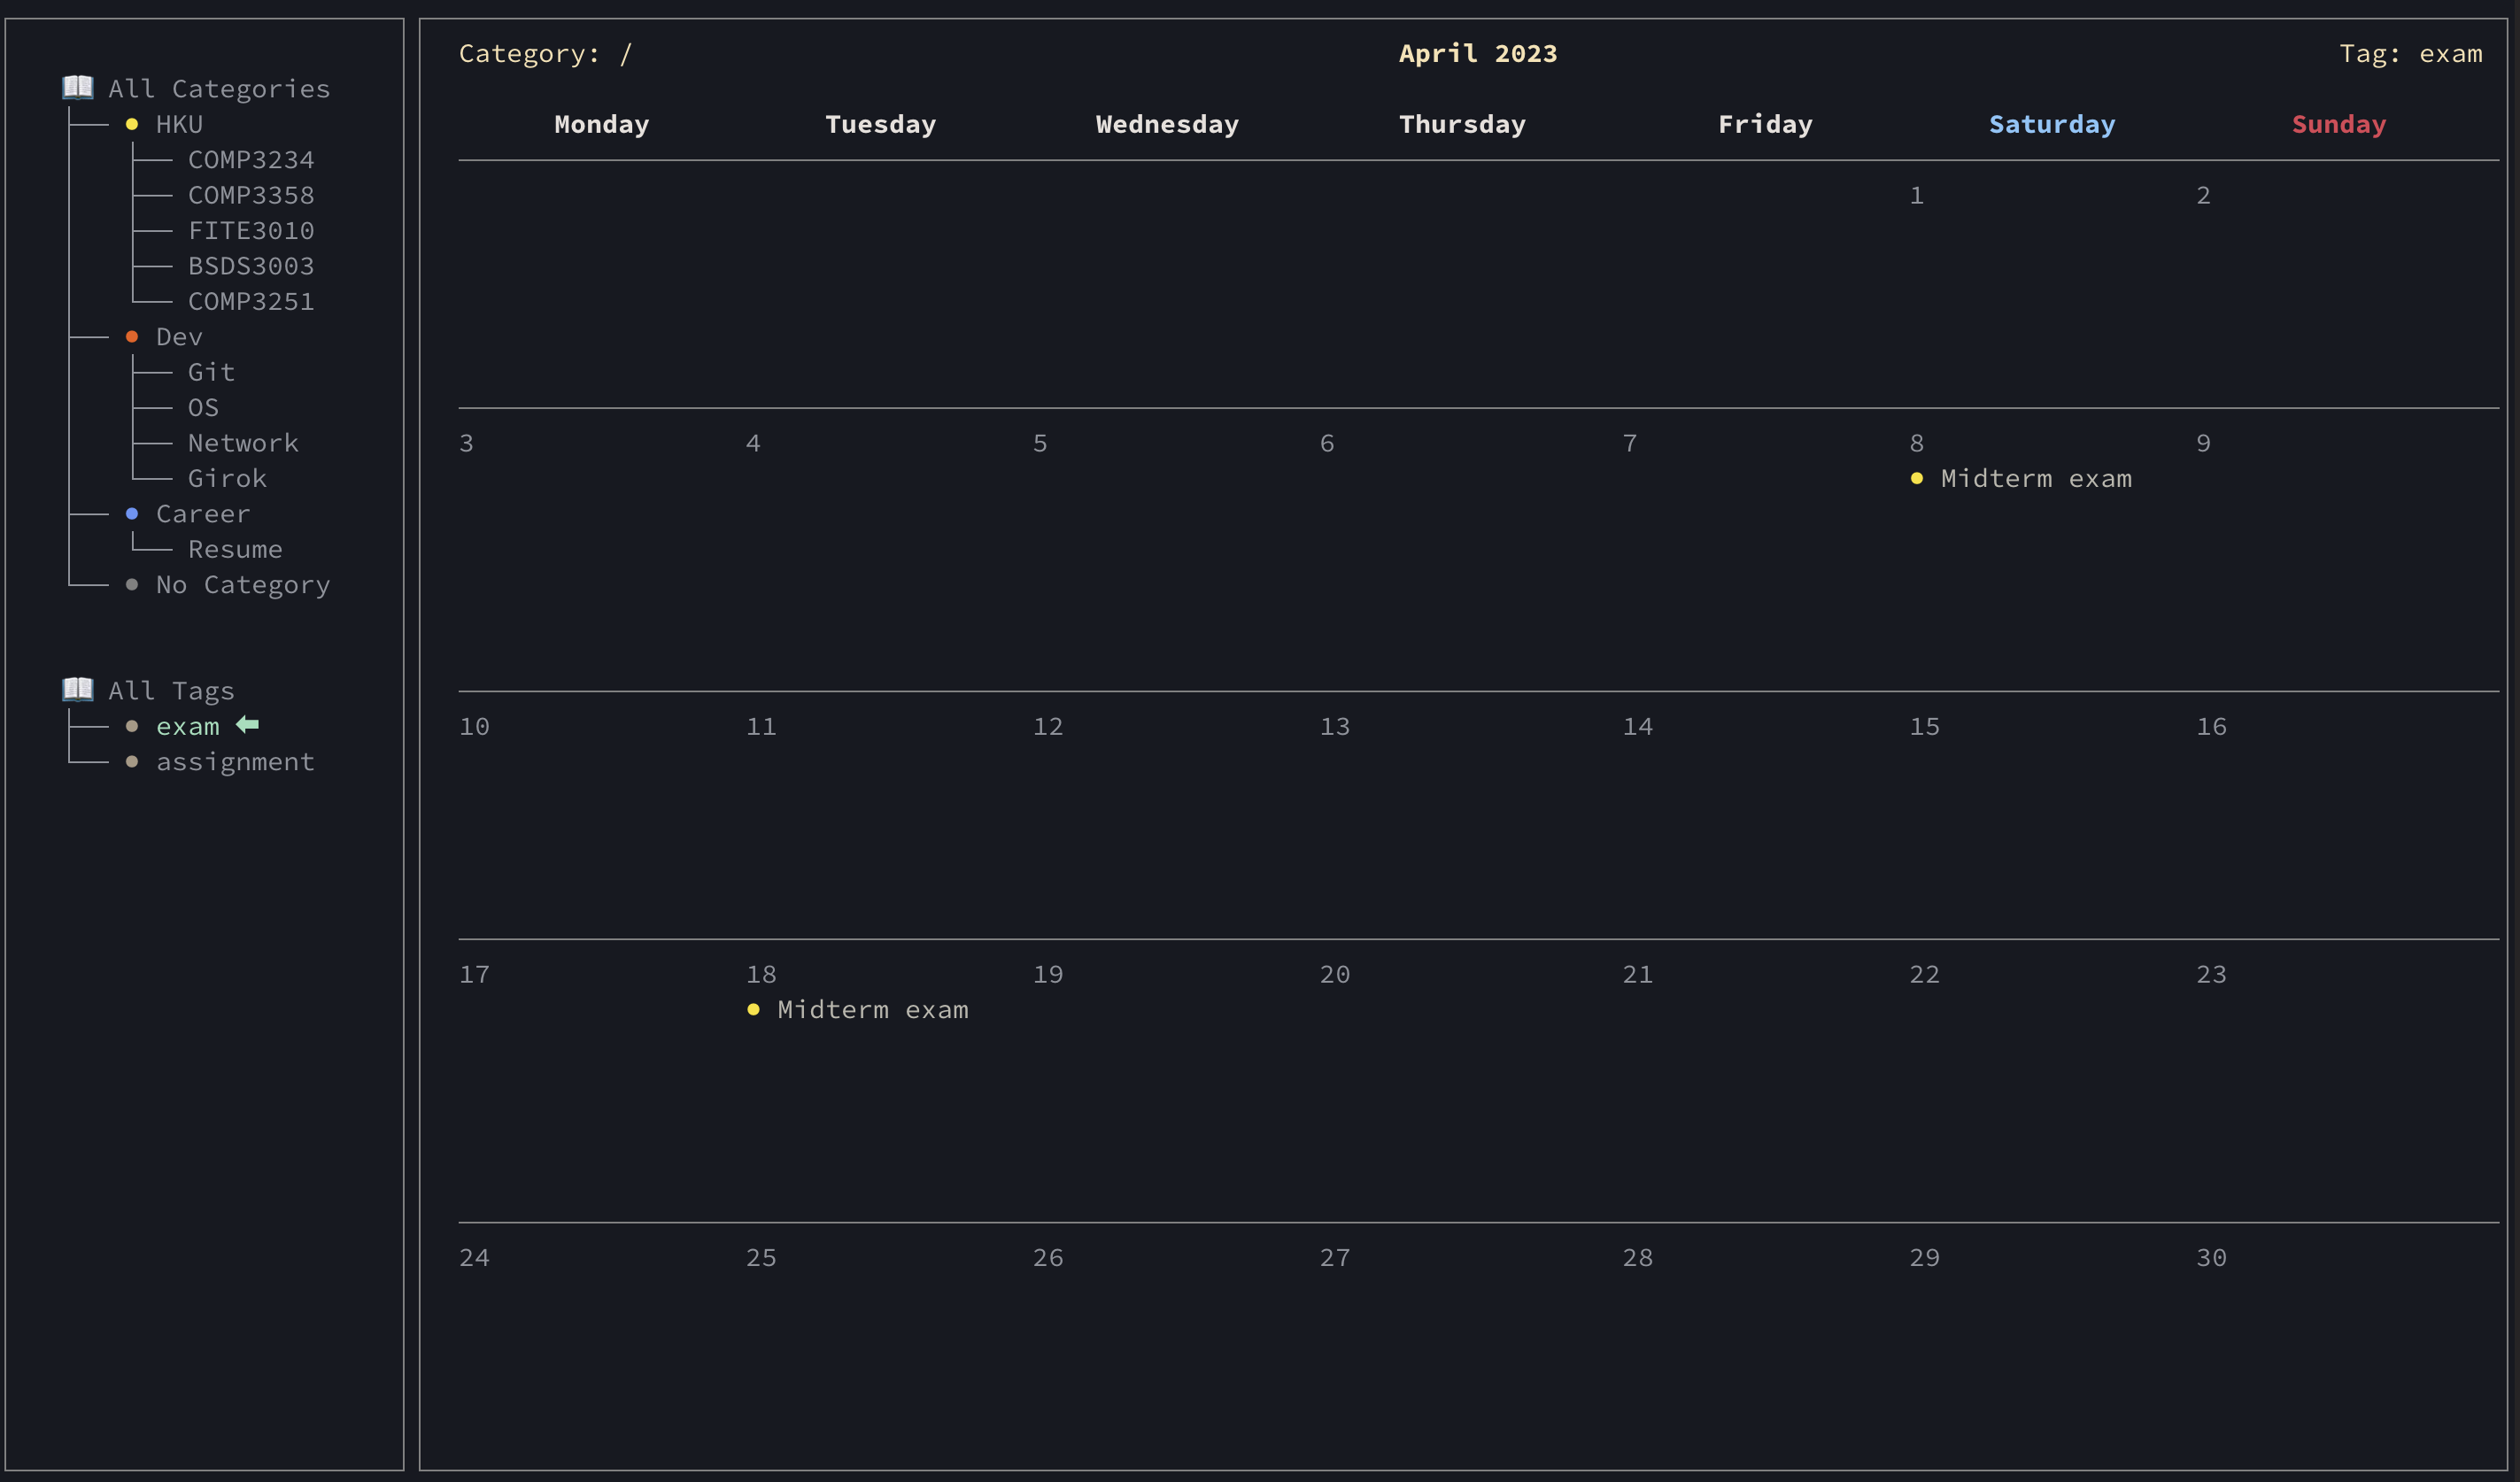 All Categories
HKU
COMP3234
COMP3358
FITE3010
BSDS3003
COMP3251
Dev
Git
OS
Network
Girok
Career
Resume
No Category
All Tags
exam
assignment
Category: / April 2023 Tag: exam
Monday Tuesday Wednesday Thursday Friday Saturday Sunday
1 2
3 4 5 6 7 8 9
Midterm exam
10 11 12 13 14 15 16
17 18 19 20 21 22 23
Midterm exam
24 25 26 27 28 29 30